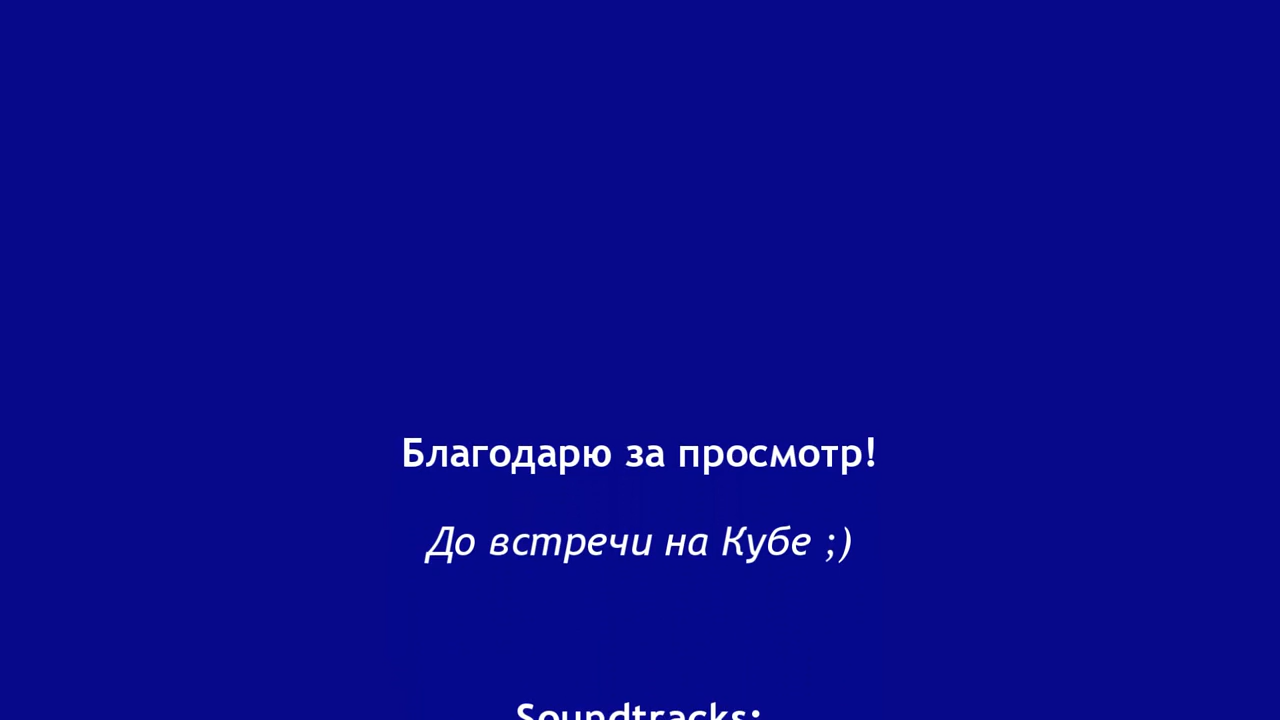 Благодарю за просмотр!
До встречи на Кубе ;)
Soundtracks: